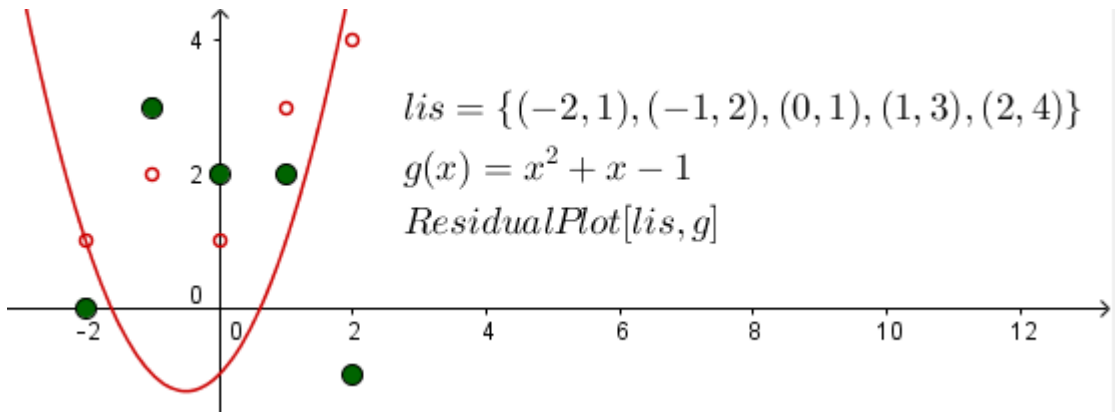 4
lis = {(−2, 1), (−1, 2), (0, 1), (1, 3), (2, 4)}
g(x) = x² + x − 1
2
ResidualPlot[lis, g]
0
−2 0 2 4 6 8 10 12